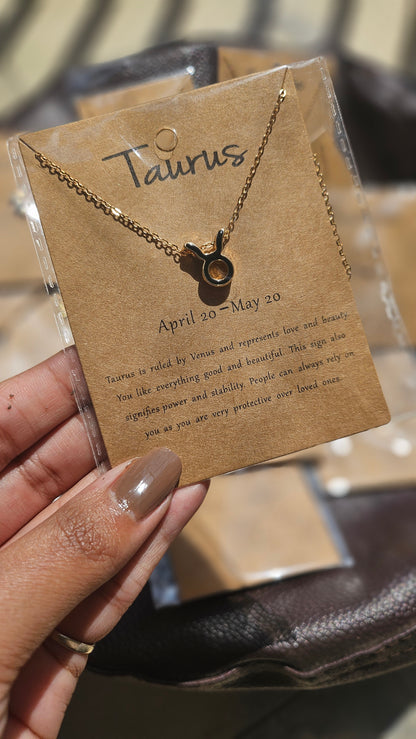 Taurus
April 20 - May 20
Taurus is ruled by Venus and represents love and beauty.
You like everything good and beautiful. This sign also
signifies power and stability. People can always rely on
you as you are very protective over loved ones.